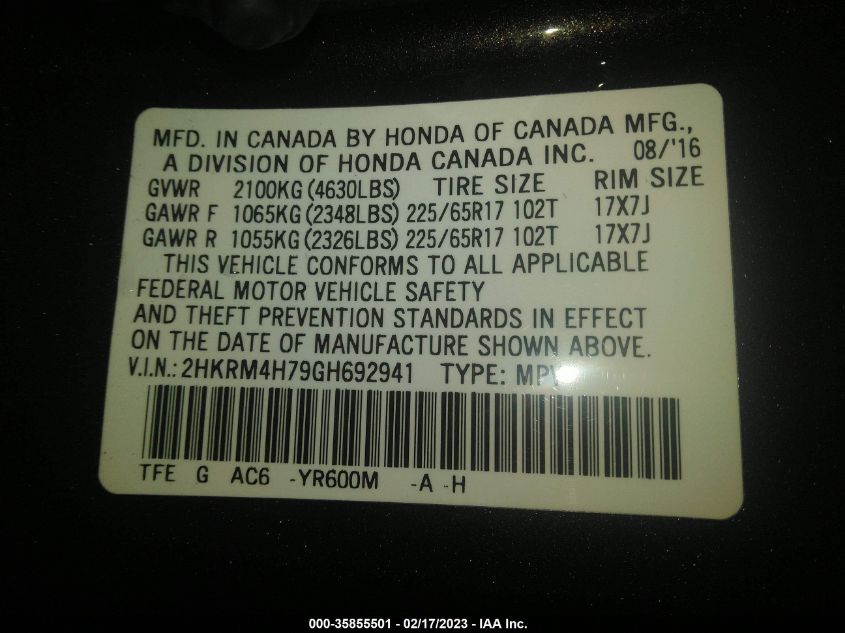 MFD. IN CANADA BY HONDA OF CANADA MFG.,
A DIVISION OF HONDA CANADA INC. 08/'16
GVWR 2100KG (4630LBS) TIRE SIZE RIM SIZE
GAWR F 1065KG (2348LBS) 225/65R17 102T 17X7J
GAWR R 1055KG (2326LBS) 225/65R17 102T 17X7J
THIS VEHICLE CONFORMS TO ALL APPLICABLE
FEDERAL MOTOR VEHICLE SAFETY
AND THEFT PREVENTION STANDARDS IN EFFECT
ON THE DATE OF MANUFACTURE SHOWN ABOVE.
V.I.N.: 2HKRM4H79GH692941 TYPE: MPV
TFE G AC6 -YR600M -A -H
000-35855501 - 02/17/2023 - IAA Inc.